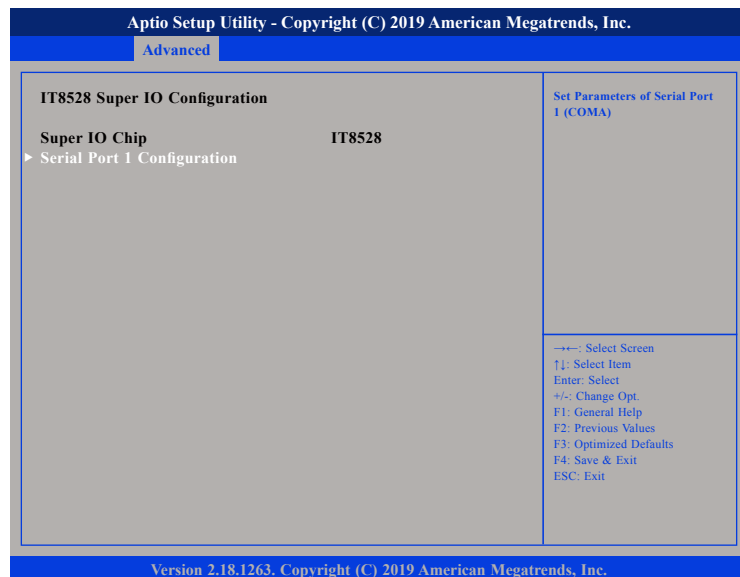 Aptio Setup Utility - Copyright (C) 2019 American Megatrends, Inc.
Advanced
IT8528 Super IO Configuration
Super IO Chip IT8528
► Serial Port 1 Configuration
Set Parameters of Serial Port
1 (COMA)
→←: Select Screen
↑↓: Select Item
Enter: Select
+/-: Change Opt.
F1: General Help
F2: Previous Values
F3: Optimized Defaults
F4: Save & Exit
ESC: Exit
Version 2.18.1263. Copyright (C) 2019 American Megatrends, Inc.